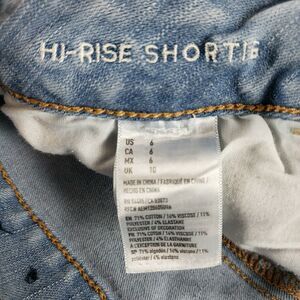 HI-RISE SHORTIE
US 6
CA 6
MX 6
UK 10
MADE IN CHINA / FABRIQUÉ EN CHINE /
HECHO EN CHINA
EN 71% COTTON / 14% VISCOSE / 11%
POLYESTER / 4% ELASTANE
EXCLUSIVE OF DECORATION
FR 71% COTON / 14% VISCOSE / 11%
POLYESTER / 4% ÉLASTHANNE
À L'EXCEPTION DE LA GARNITURE
SP 71% algodón / 14% viscosa / 11%
poliéster / 4% elastano